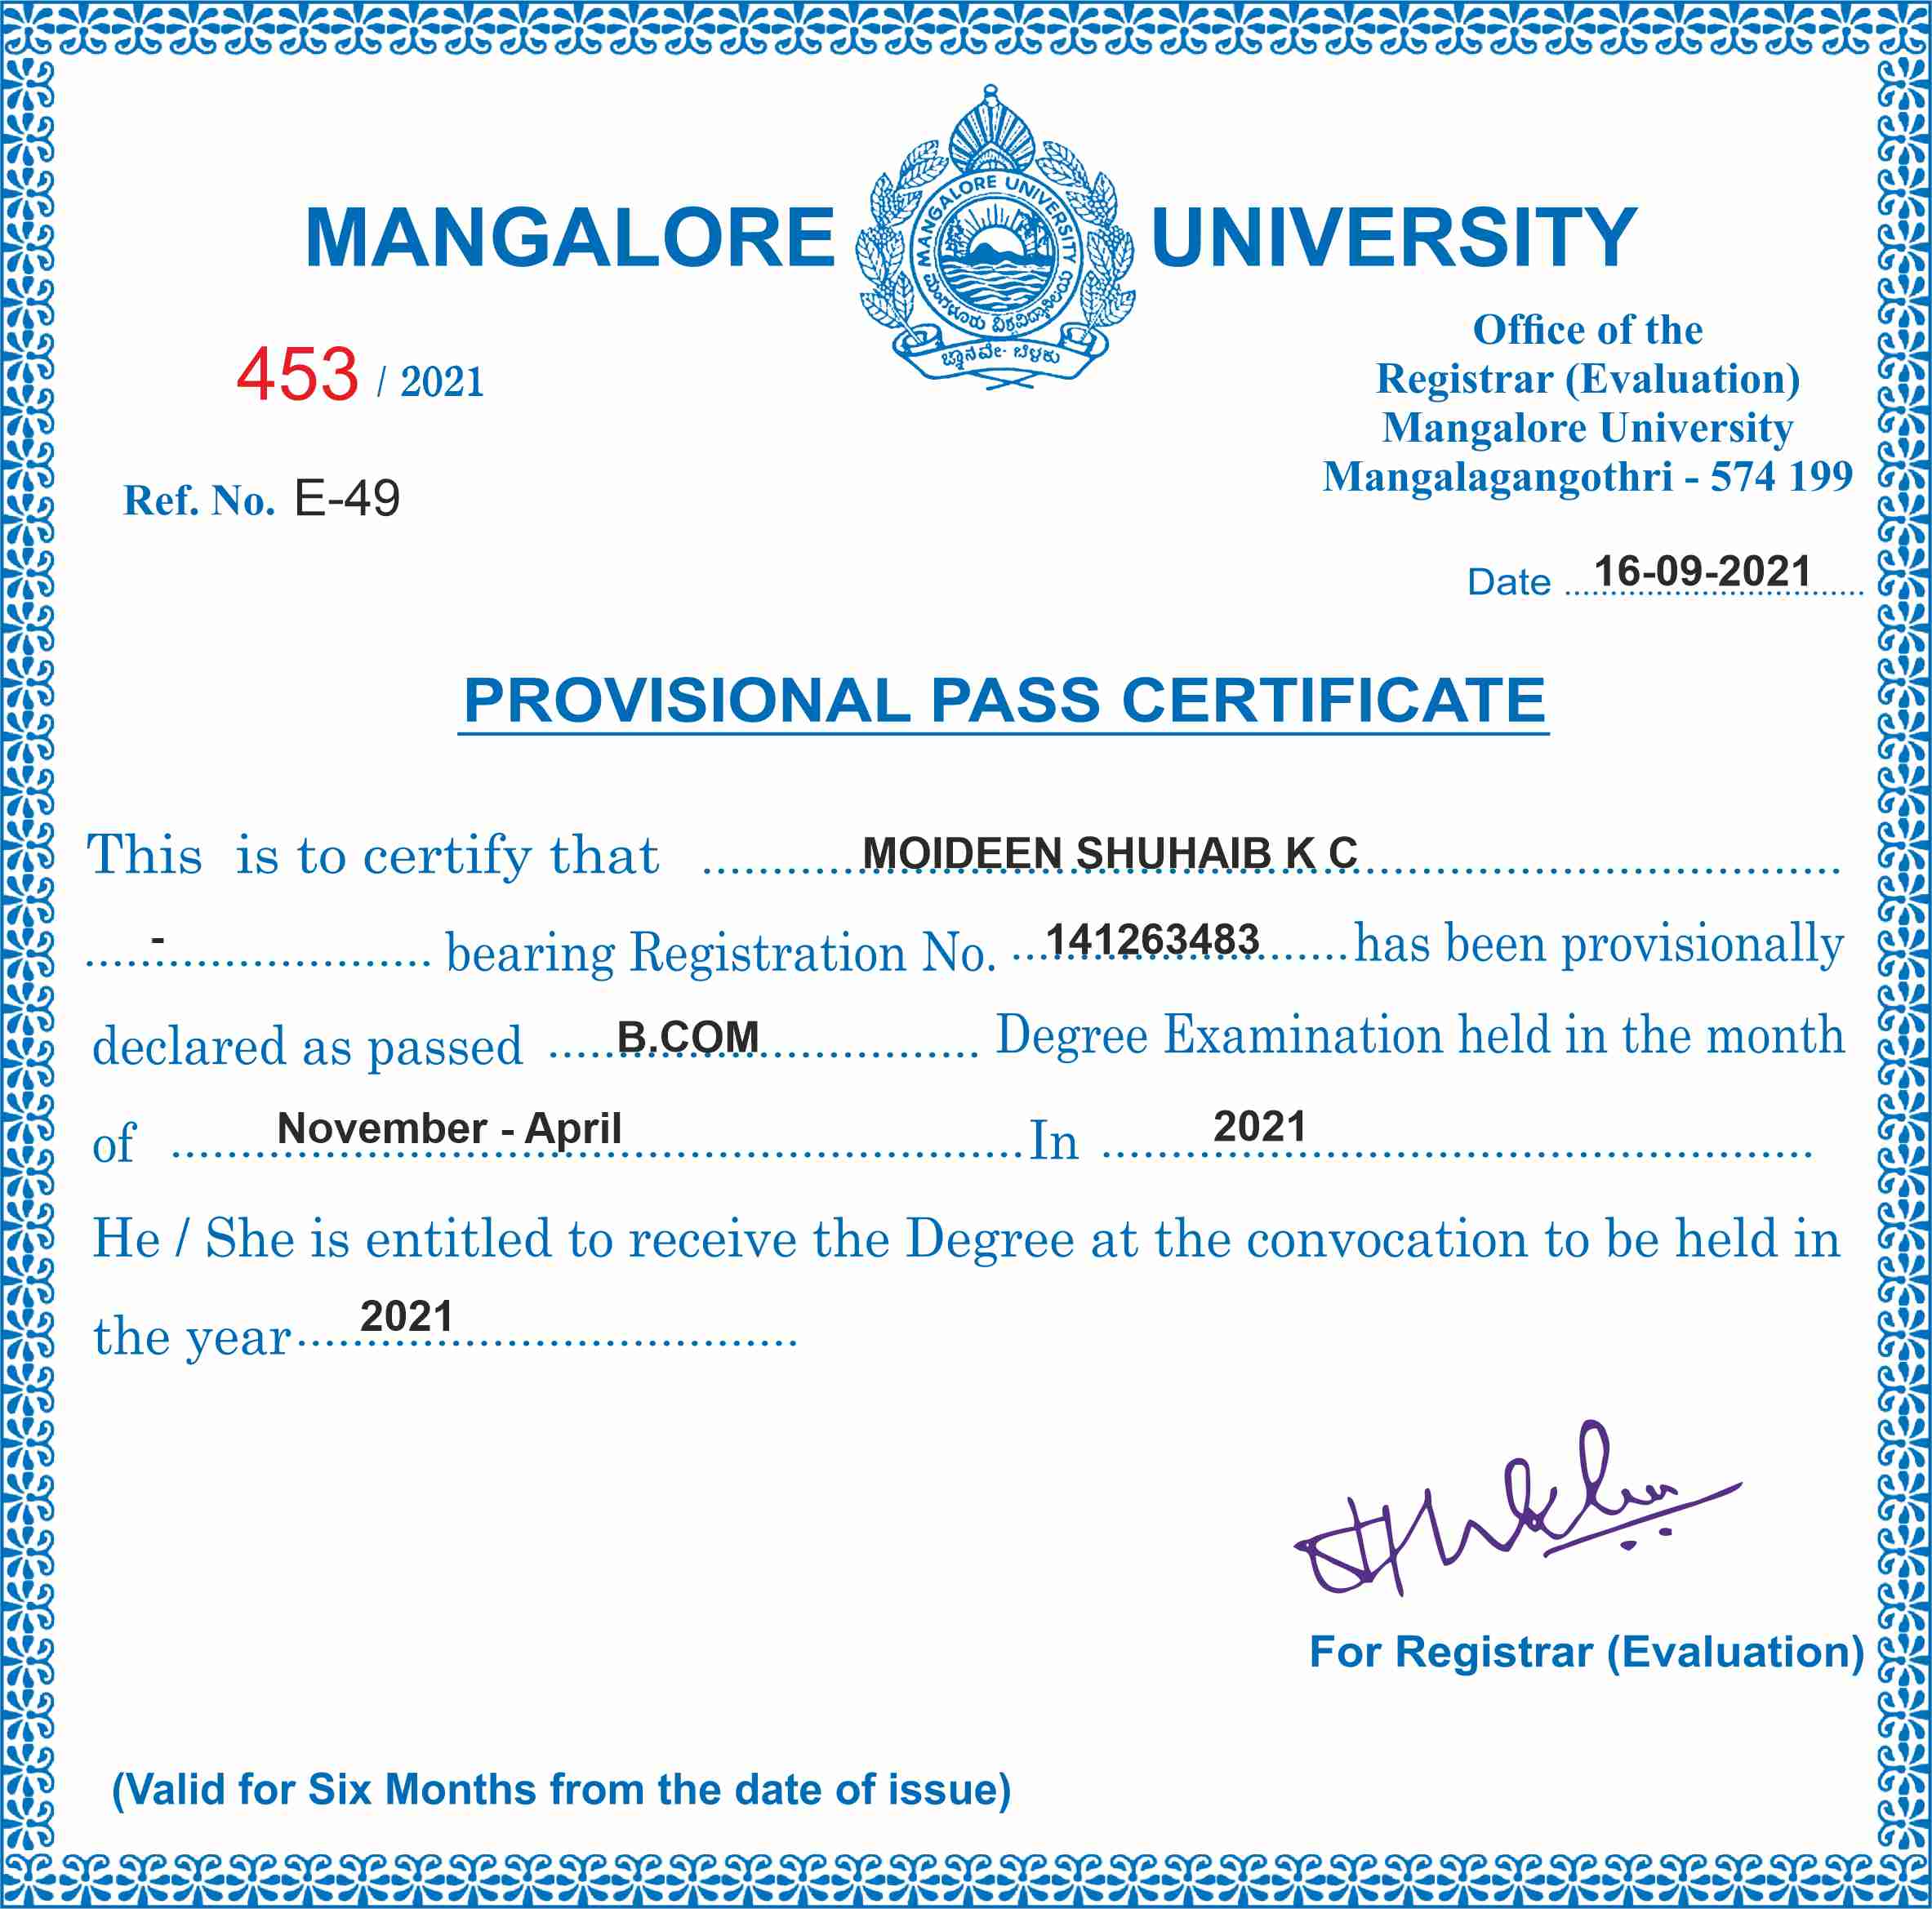 MANGALORE UNIVERSITY
MANGALORE UNIVERSITY
ಮಂಗಳೂರು ವಿಶ್ವವಿದ್ಯಾನಿಲಯ
ಜ್ಞಾನವೇ ಬೆಳಕು
453 / 2021
Office of the
Registrar (Evaluation)
Mangalore University
Mangalagangothri - 574 199
Ref. No. E-49
Date 16-09-2021
PROVISIONAL PASS CERTIFICATE
This is to certify that MOIDEEN SHUHAIB K C
- bearing Registration No. 141263483 has been provisionally
declared as passed B.COM Degree Examination held in the month
of November - April In 2021
He / She is entitled to receive the Degree at the convocation to be held in
the year 2021
For Registrar (Evaluation)
(Valid for Six Months from the date of issue)